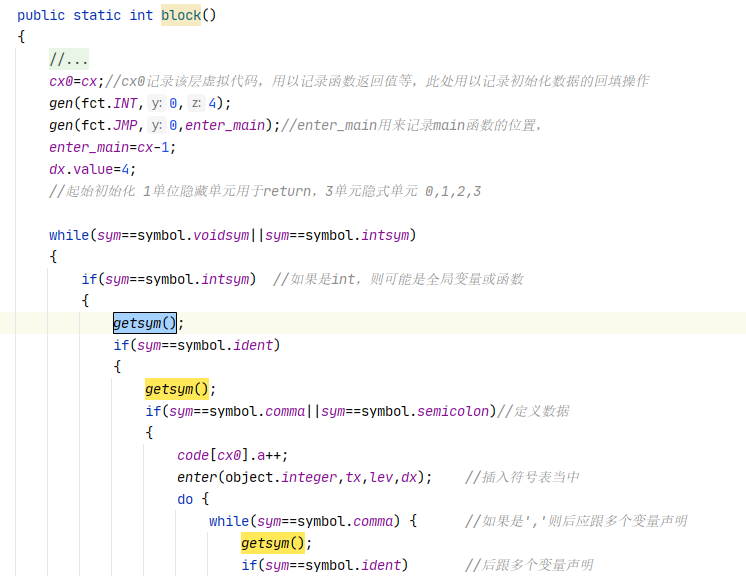 public static int block()
{
//...
cx0=cx;//cx0记录该层虚拟代码，用以记录函数返回值等，此处用以记录初始化数据的回填操作
gen(fct.INT, y: 0, z: 4);
gen(fct.JMP, y: 0,enter_main);//enter_main用来记录main函数的位置，
enter_main=cx-1;
dx.value=4;
//起始初始化 1单位隐藏单元用于return，3单元隐式单元 0,1,2,3
while(sym==symbol.voidsym||sym==symbol.intsym)
{
if(sym==symbol.intsym) //如果是int，则可能是全局变量或函数
{
getsym();
if(sym==symbol.ident)
{
getsym();
if(sym==symbol.comma||sym==symbol.semicolon)//定义数据
{
code[cx0].a++;
enter(object.integer,tx,lev,dx); //插入符号表当中
do {
while(sym==symbol.comma) { //如果是','则后应跟多个变量声明
getsym();
if(sym==symbol.ident) //后跟多个变量声明